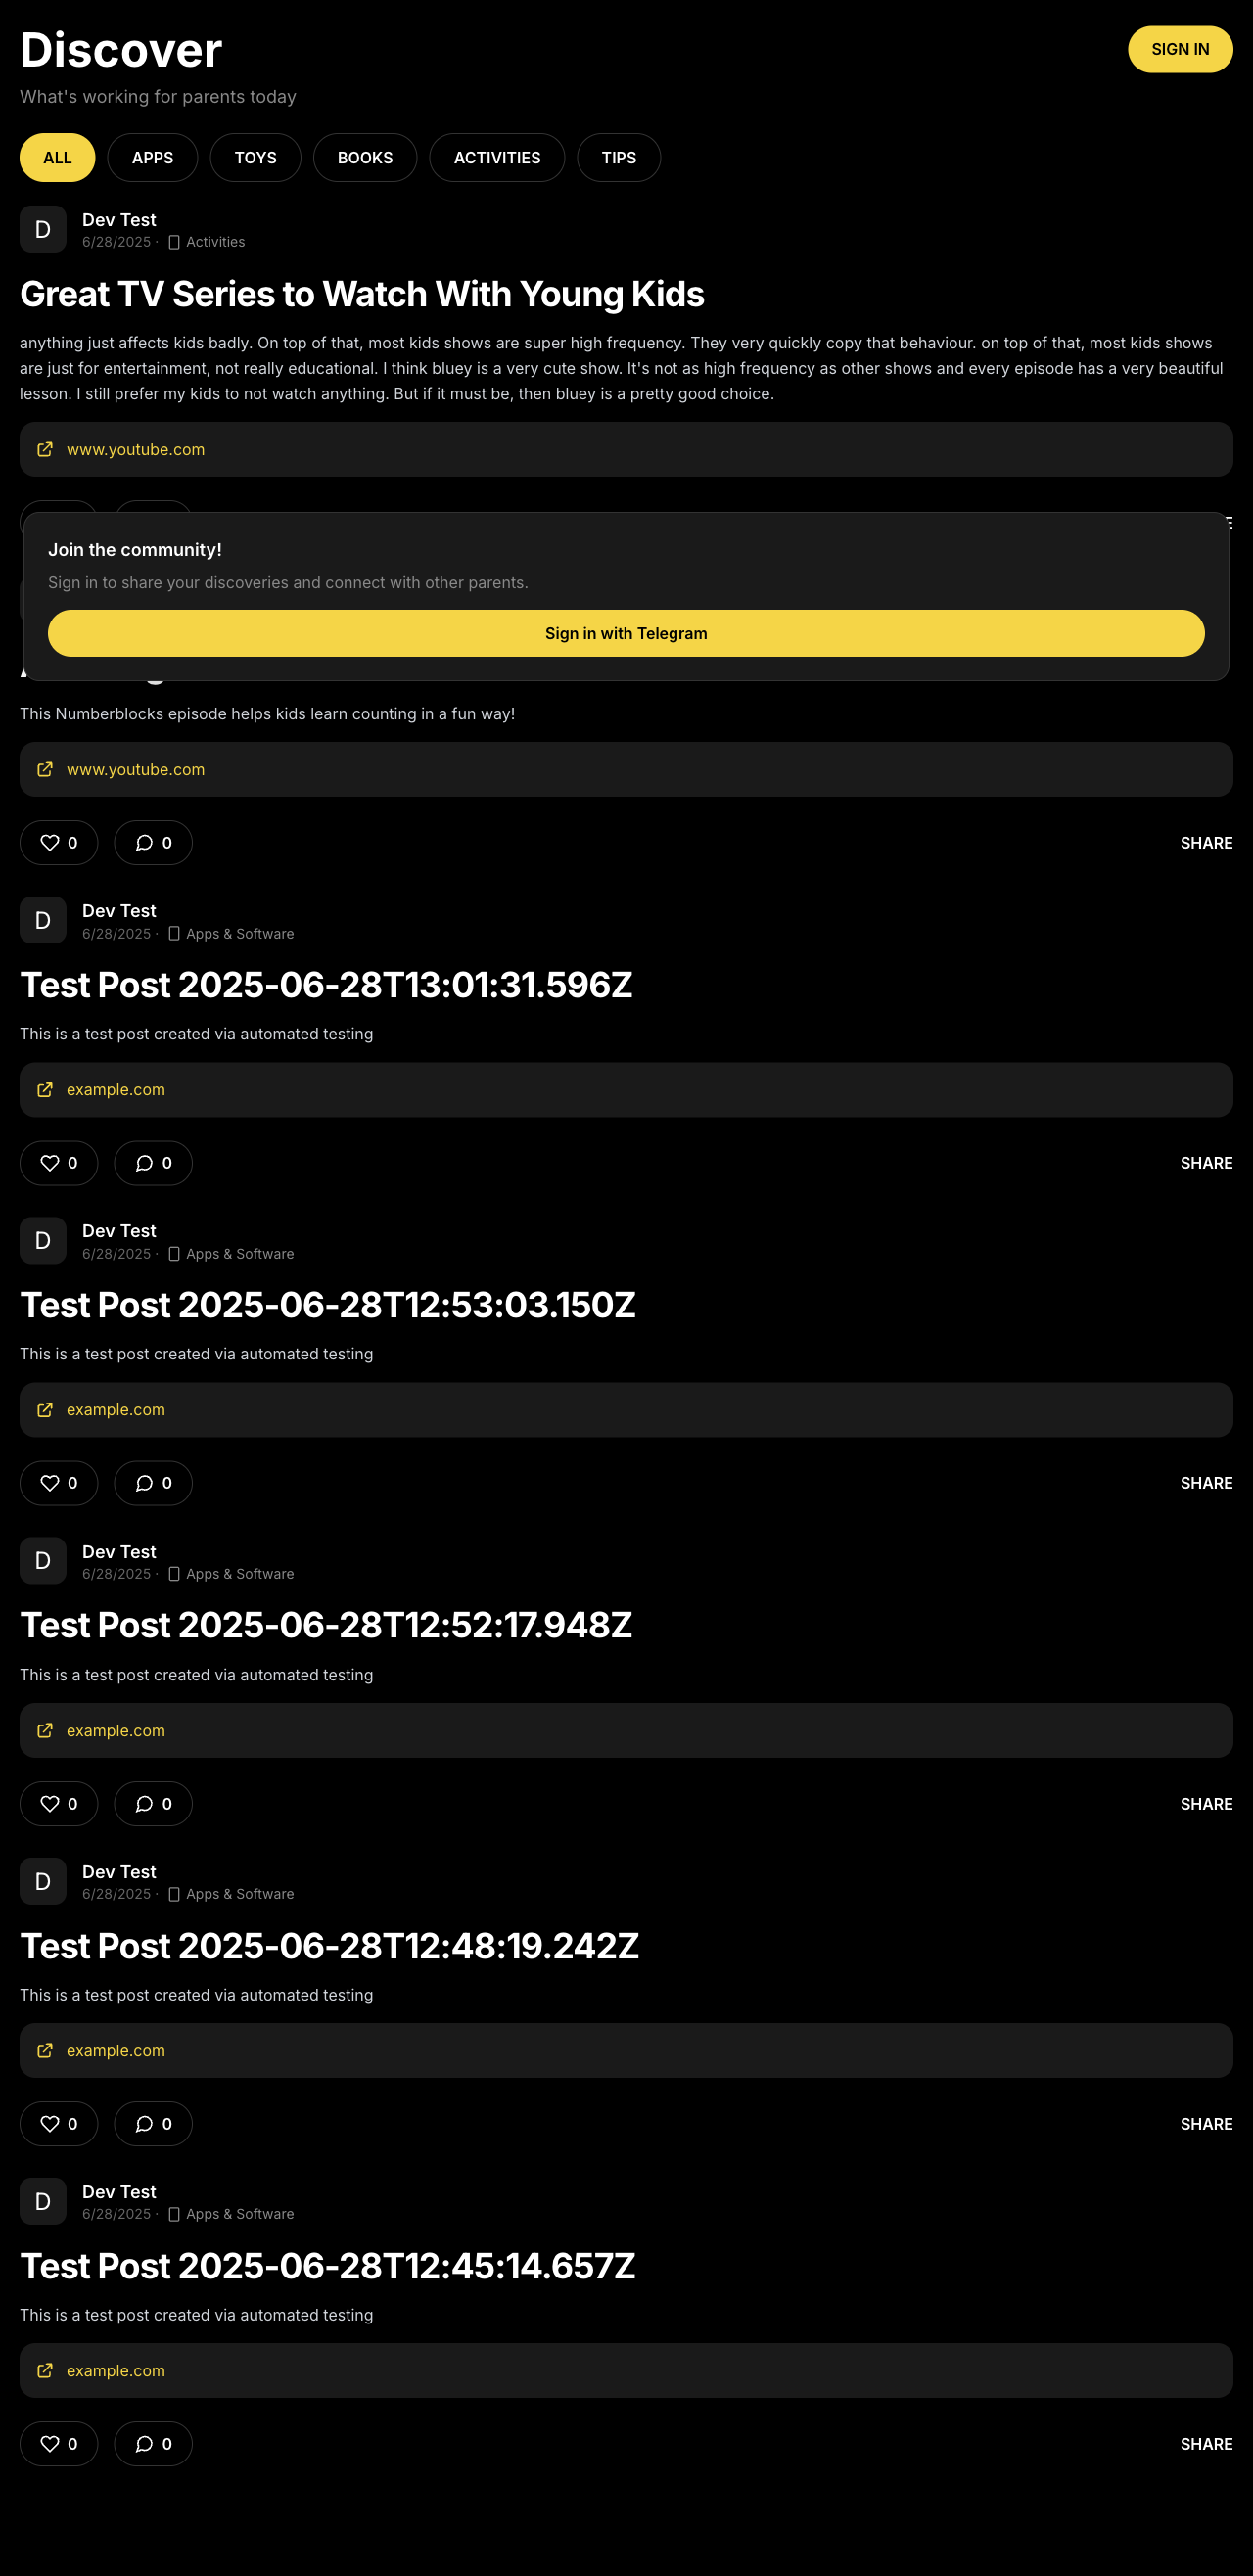 Discover
SIGN IN
What's working for parents today
ALL
APPS
TOYS
BOOKS
ACTIVITIES
TIPS
D
Dev Test
6/28/2025 ·
Activities
Great TV Series to Watch With Young Kids
anything just affects kids badly. On top of that, most kids shows are super high frequency. They very quickly copy that behaviour. on top of that, most kids shows
are just for entertainment, not really educational. I think bluey is a very cute show. It's not as high frequency as other shows and every episode has a very beautiful
lesson. I still prefer my kids to not watch anything. But if it must be, then bluey is a pretty good choice.
www.youtube.com
Join the community!
Sign in to share your discoveries and connect with other parents.
Sign in with Telegram
This Numberblocks episode helps kids learn counting in a fun way!
www.youtube.com
0
0
SHARE
D
Dev Test
6/28/2025 ·
Apps & Software
Test Post 2025-06-28T13:01:31.596Z
This is a test post created via automated testing
example.com
0
0
SHARE
D
Dev Test
6/28/2025 ·
Apps & Software
Test Post 2025-06-28T12:53:03.150Z
This is a test post created via automated testing
example.com
0
0
SHARE
D
Dev Test
6/28/2025 ·
Apps & Software
Test Post 2025-06-28T12:52:17.948Z
This is a test post created via automated testing
example.com
0
0
SHARE
D
Dev Test
6/28/2025 ·
Apps & Software
Test Post 2025-06-28T12:48:19.242Z
This is a test post created via automated testing
example.com
0
0
SHARE
D
Dev Test
6/28/2025 ·
Apps & Software
Test Post 2025-06-28T12:45:14.657Z
This is a test post created via automated testing
example.com
0
0
SHARE